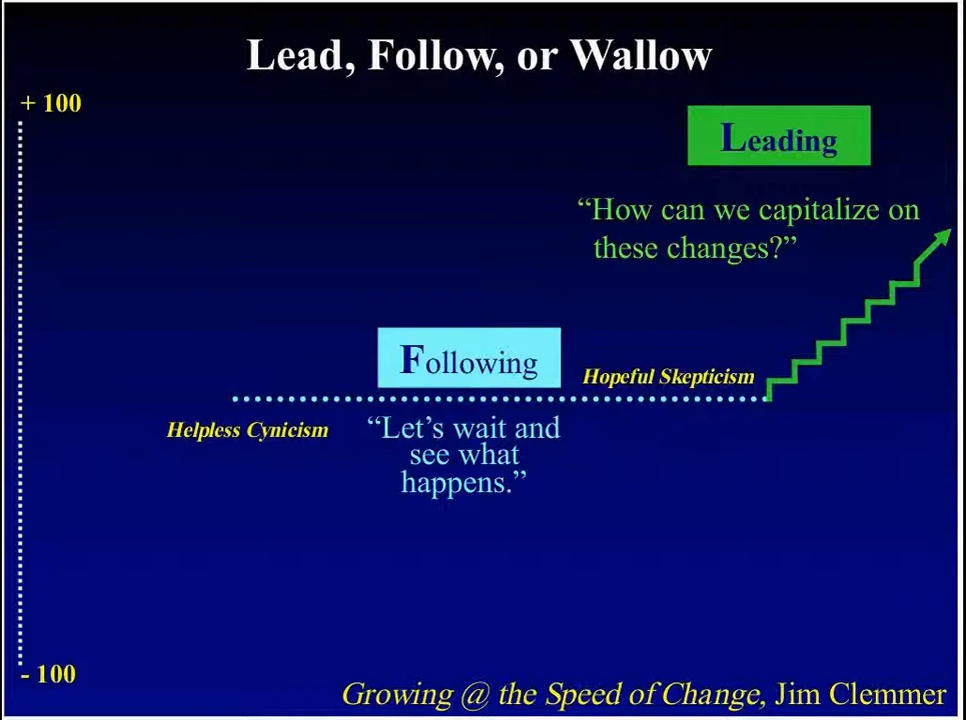 Lead, Follow, or Wallow
+ 100
Leading
“How can we capitalize on
these changes?”
Following
Hopeful Skepticism
Helpless Cynicism
“Let’s wait and
see what
happens.”
- 100
Growing @ the Speed of Change, Jim Clemmer